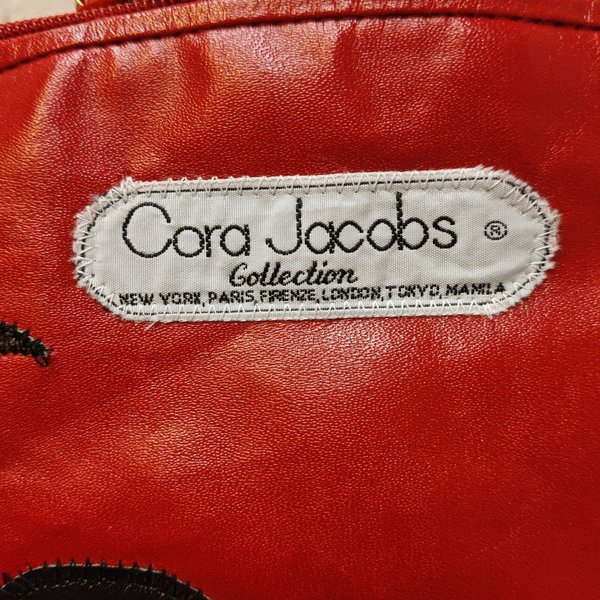 Cora Jacobs ®
Collection
NEW YORK, PARIS, FIRENZE, LONDON, TOKYO, MANILA